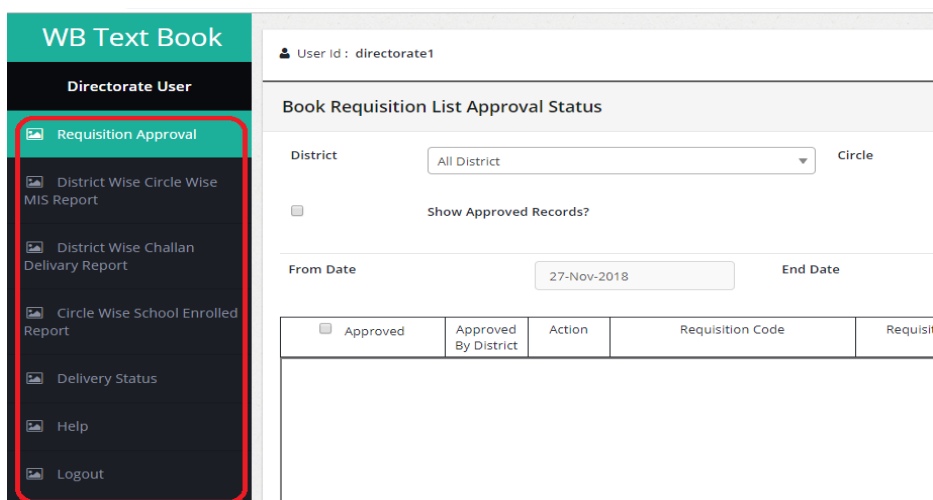 WB Text Book
Directorate User
Requisition Approval
District Wise Circle Wise
MIS Report
District Wise Challan
Delivary Report
Circle Wise School Enrolled
Report
Delivery Status
Help
Logout
User Id : directorate1
Book Requisition List Approval Status
District All District Circle
Show Approved Records?
From Date 27-Nov-2018 End Date
Approved Approved By District Action Requisition Code